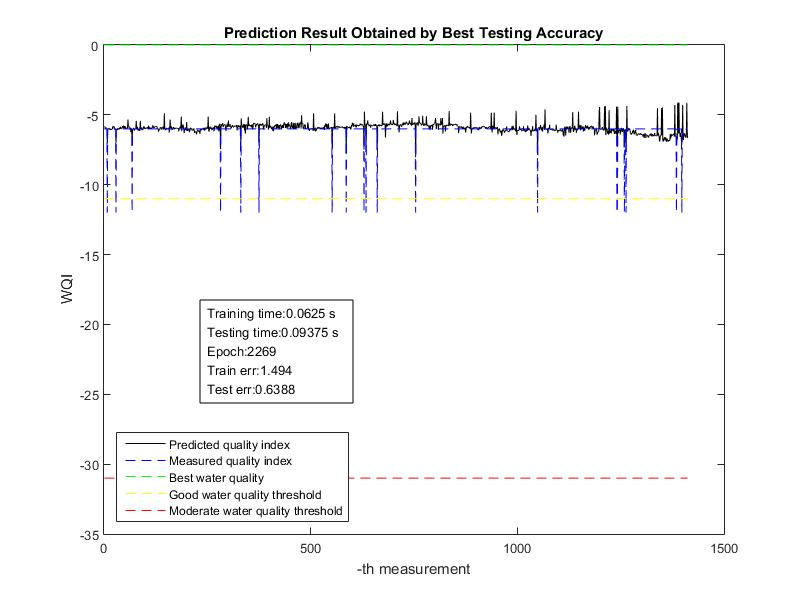 Prediction Result Obtained by Best Testing Accuracy
0
-5
-10
-15
-20
-25
-30
-35
WQI
Training time:0.0625 s
Testing time:0.09375 s
Epoch:2269
Train err:1.494
Test err:0.6388
Predicted quality index
Measured quality index
Best water quality
Good water quality threshold
Moderate water quality threshold
0 500 1000 1500
-th measurement